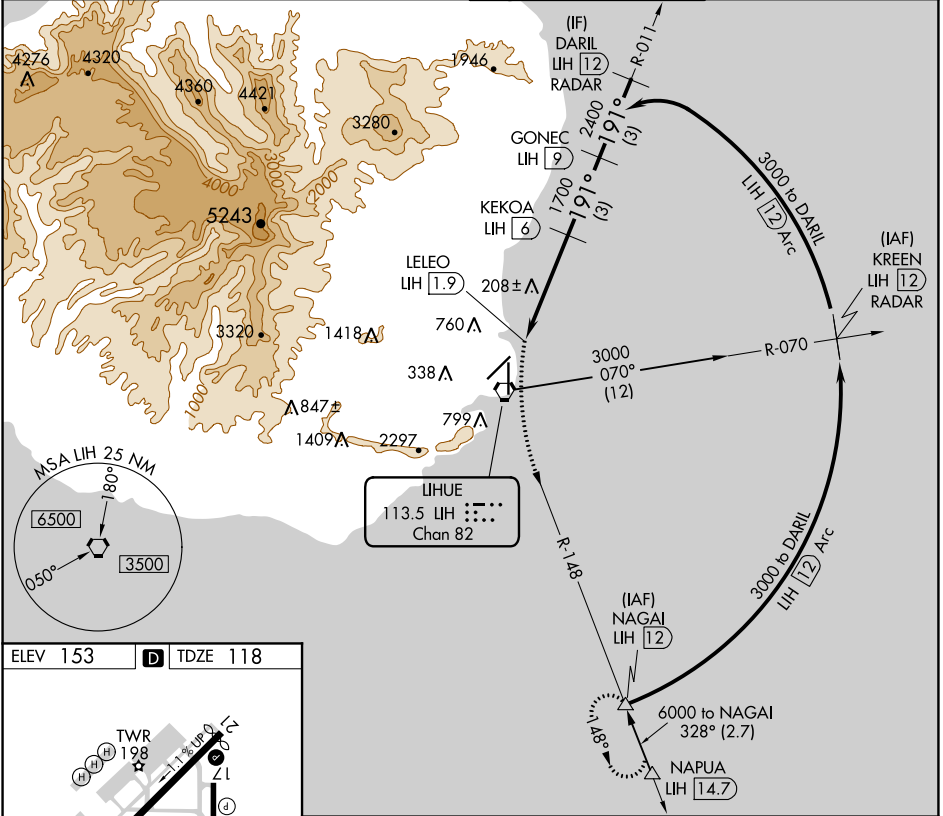 4276
4320
4360
4421
1946
3280
3000
2000
4000
5243
3320
1000
1418
760
338
208±
847±
1409
2297
799
(IF)
DARIL
LIH 12
RADAR
R-011
2400
191°
(3)
GONEC
LIH 9
1700
191°
(3)
KEKOA
LIH 6
LELEO
LIH 1.9
3000 to DARIL
LIH 12 Arc
(IAF)
KREEN
LIH 12
RADAR
3000
070°
(12)
R-070
LIHUE
113.5 LIH
Chan 82
R-148
3000 to DARIL
LIH 12 Arc
(IAF)
NAGAI
LIH 12
6000 to NAGAI
328° (2.7)
148°
NAPUA
LIH 14.7
MSA LIH 25 NM
180°
6500
050°
3500
ELEV 153
D
TDZE 118
TWR
198
H
H
H
1.1% UP
21
P
17
P